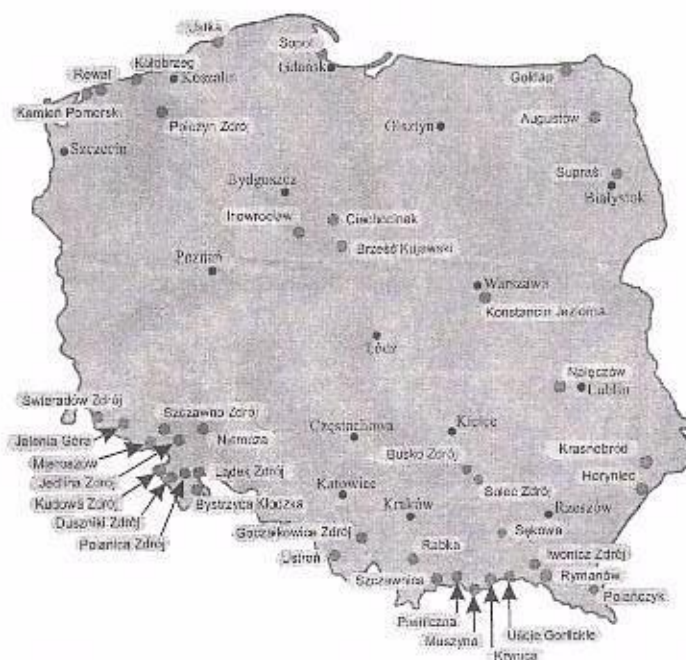 Ustka
Sopot
Kołobrzeg
Gdańsk
Rewal
Koszalin
Gołdap
Kamień Pomorski
Połczyn Zdrój
Olsztyn
Augustów
Szczecin
Supraśl
Bydgoszcz
Białystok
Inowrocław
Ciechocinek
Brześć Kujawski
Poznań
Warszawa
Konstancin Jeziorna
Łódź
Nałęczów
Lublin
Świeradów Zdrój
Szczawno Zdrój
Jelenia Góra
Niemcza
Częstochowa
Kielce
Mieroszów
Busko Zdrój
Krasnobród
Jedlina Zdrój
Lądek Zdrój
Horyniec
Kudowa Zdrój
Solec Zdrój
Bystrzyca Kłodzka
Katowice
Duszniki Zdrój
Kraków
Rzeszów
Polanica Zdrój
Goczałkowice Zdrój
Sękowa
Ustroń
Rabka
Iwonicz Zdrój
Szczawnica
Rymanów
Polańczyk
Piwniczna
Muszyna
Uście Gorlickie
Krynica